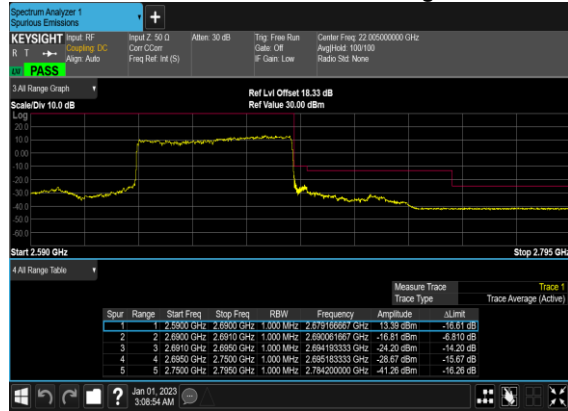 Spectrum Analyzer 1
Spurious Emissions
KEYSIGHT Input: RF Input Z: 50 Ω Atten: 30 dB Trig: Free Run Center Freq: 22.005000000 GHz
R T Coupling: DC Corr CCorr Gate: Off Avg|Hold: 100/100
Align: Auto Freq Ref: Int (S) IF Gain: Low Radio Std: None
PASS
3 All Range Graph Ref Lvl Offset 18.33 dB
Scale/Div 10.0 dB Ref Value 30.00 dBm
Log
20.0
10.0
0.00
-10.0
-20.0
-30.0
-40.0
-50.0
-60.0
Start 2.590 GHz Stop 2.795 GHz
4 All Range Table
Measure Trace Trace 1
Trace Type Trace Average (Active)
Spur Range Start Freq Stop Freq RBW Frequency Amplitude ΔLimit
1 1 2.5900 GHz 2.6900 GHz 1.000 MHz 2.679166667 GHz 13.39 dBm -16.61 dB
2 2 2.6900 GHz 2.6910 GHz 1.000 MHz 2.690061667 GHz -16.81 dBm -6.810 dB
3 3 2.6910 GHz 2.6950 GHz 1.000 MHz 2.694193333 GHz -24.20 dBm -14.20 dB
4 4 2.6950 GHz 2.7500 GHz 1.000 MHz 2.695183333 GHz -28.67 dBm -15.67 dB
5 5 2.7500 GHz 2.7950 GHz 1.000 MHz 2.784200000 GHz -41.26 dBm -16.26 dB
Jan 01, 2023
3:08:54 AM